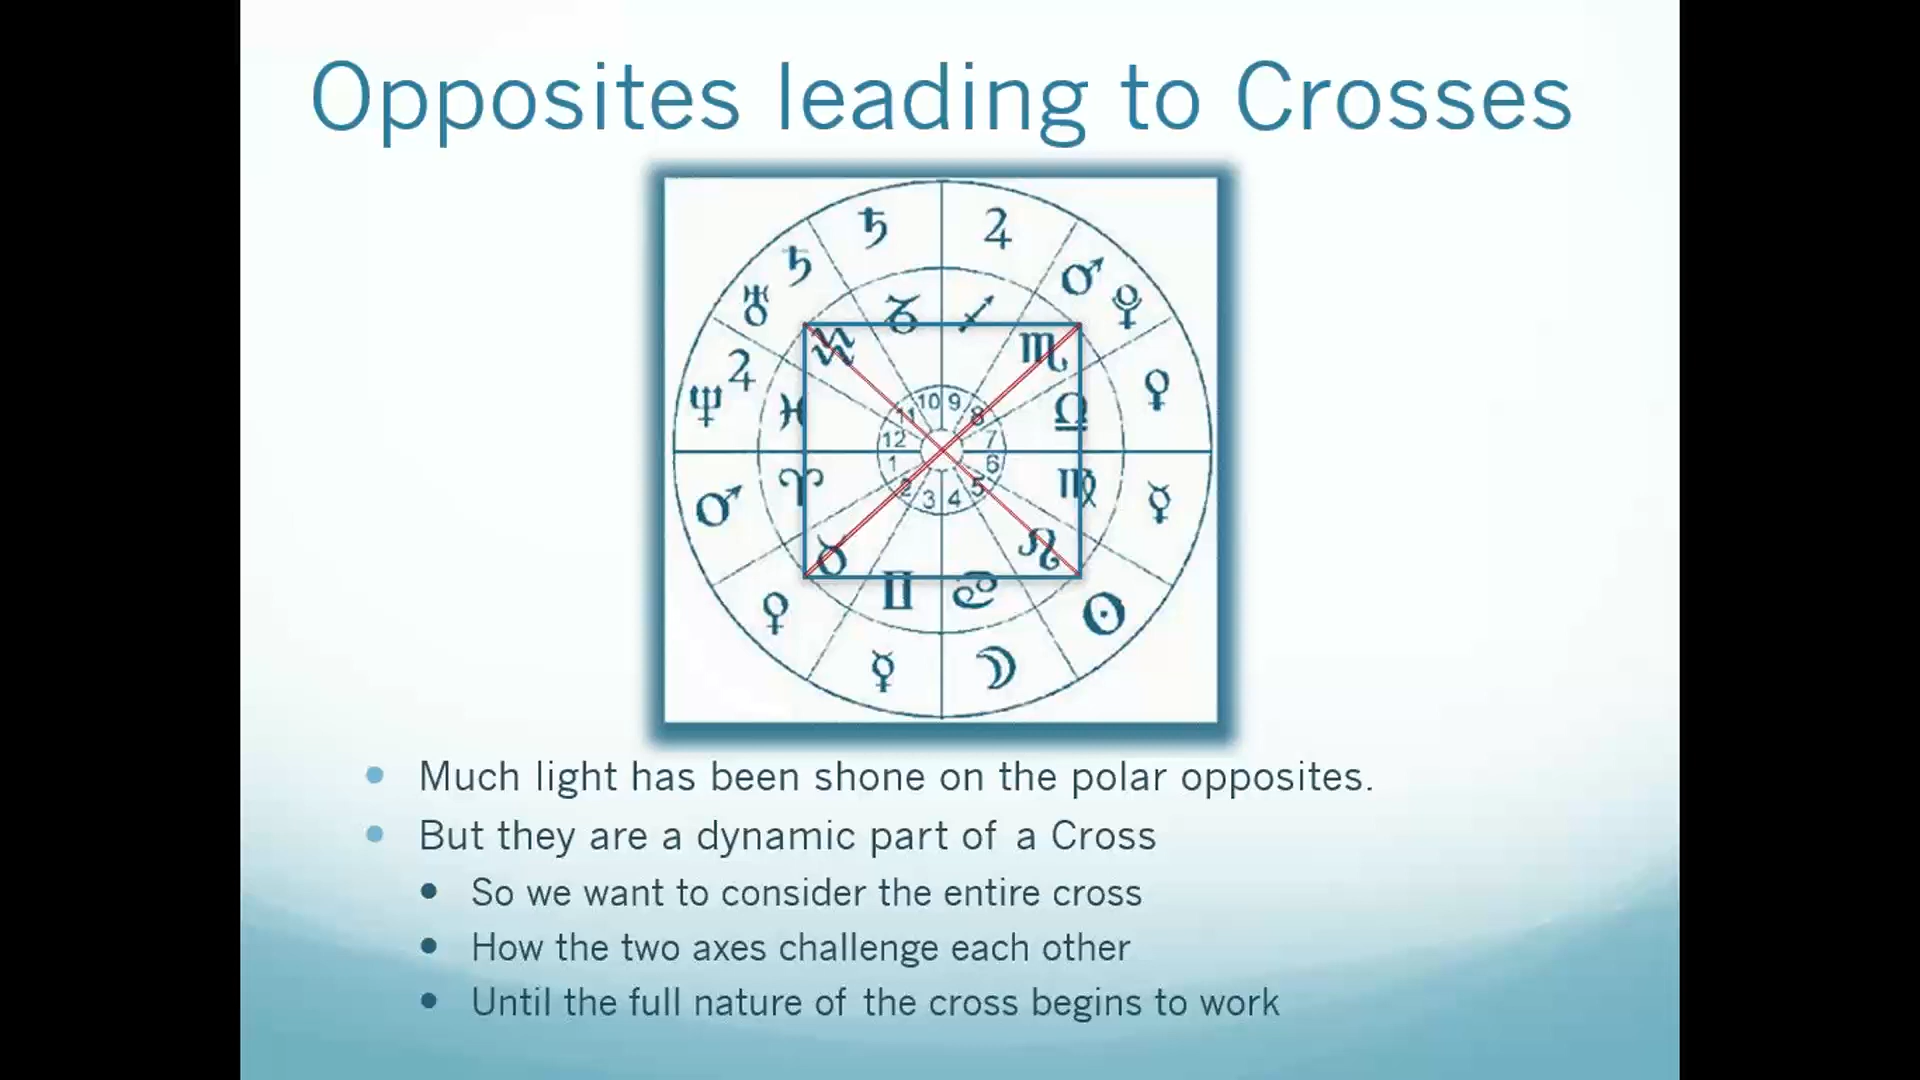 Opposites leading to Crosses
♄ ♃
♄ ♂ ♇
♅ ♑ ♐
♒ ♏
♃ ♀
♆ ♓ 10 9 ♎
11 8
12 7
1 6
♂ ♈ 2 5 ♍ ☿
3 4
♉ ♌
♀ ♊ ♋ ☉
☿ ☽
Much light has been shone on the polar opposites.
But they are a dynamic part of a Cross
So we want to consider the entire cross
How the two axes challenge each other
Until the full nature of the cross begins to work